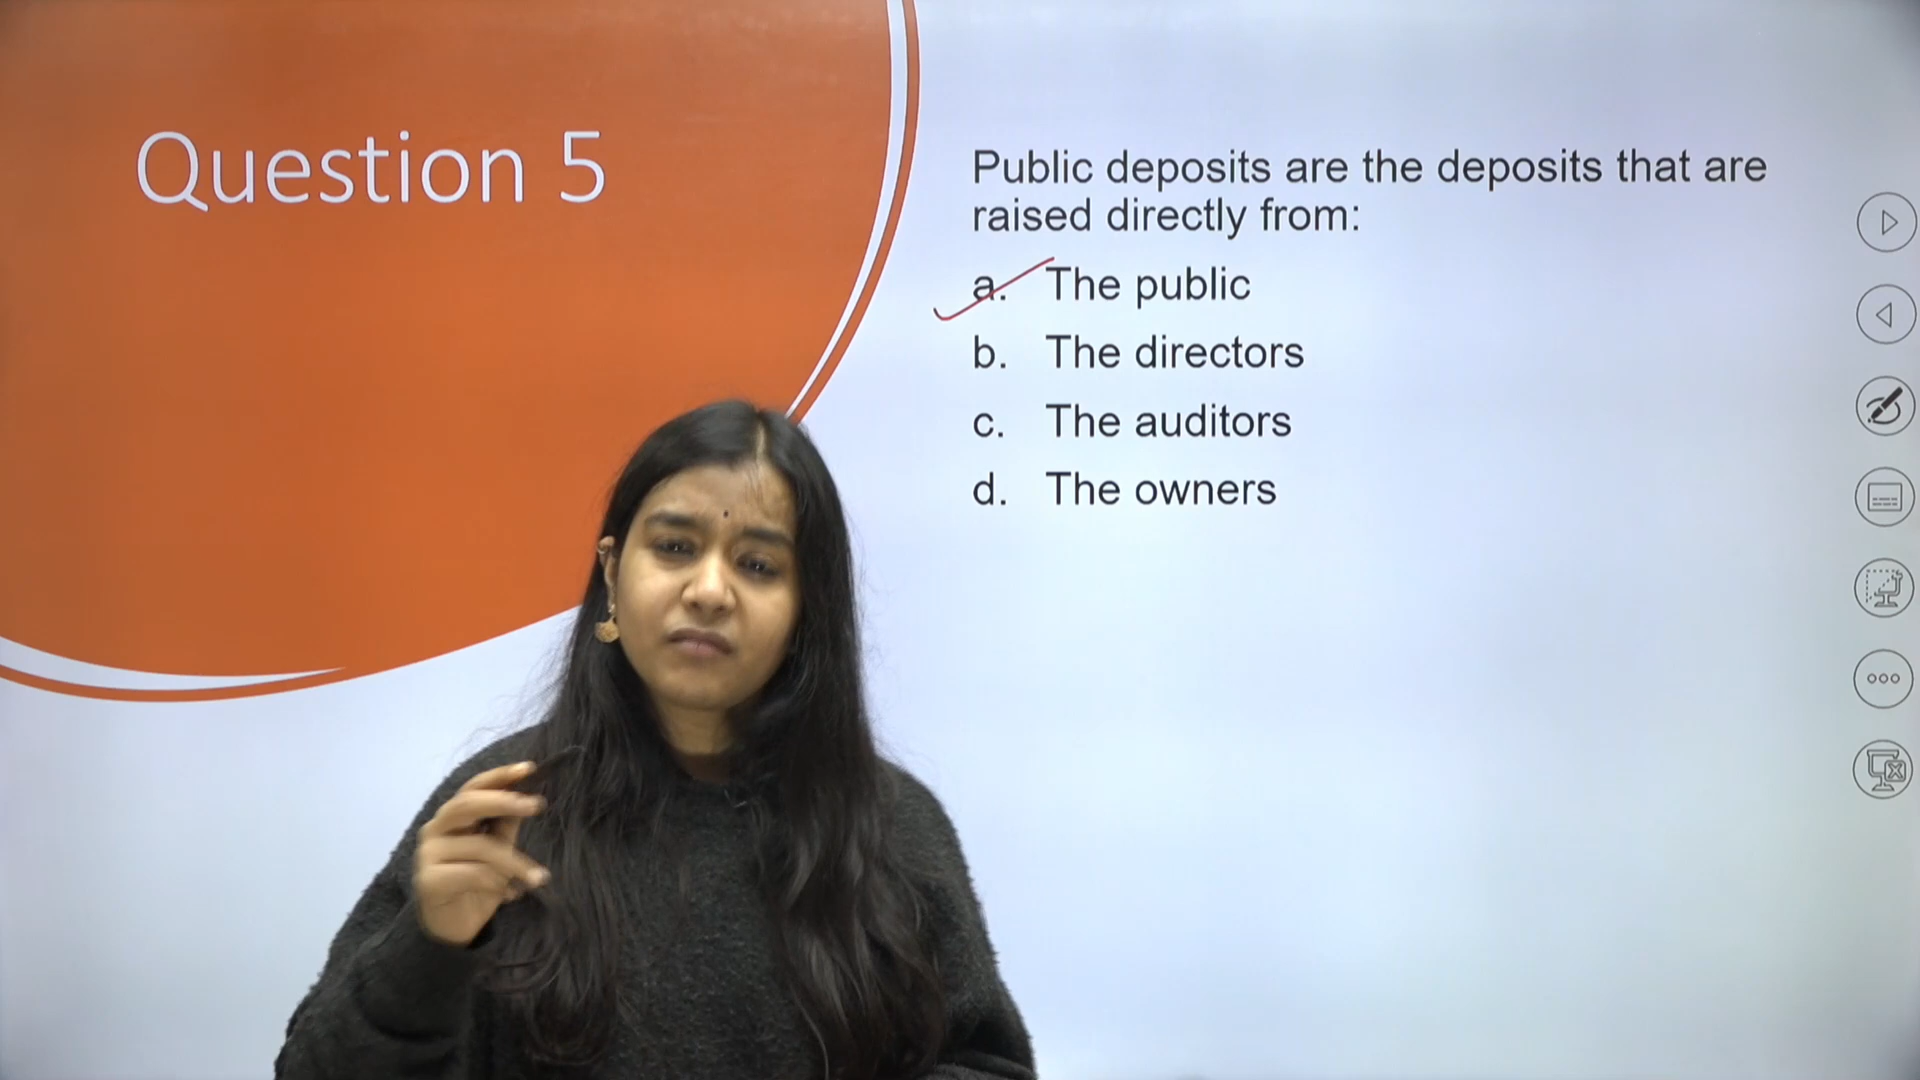 Question 5
Public deposits are the deposits that are
raised directly from:
a. The public
b. The directors
c. The auditors
d. The owners